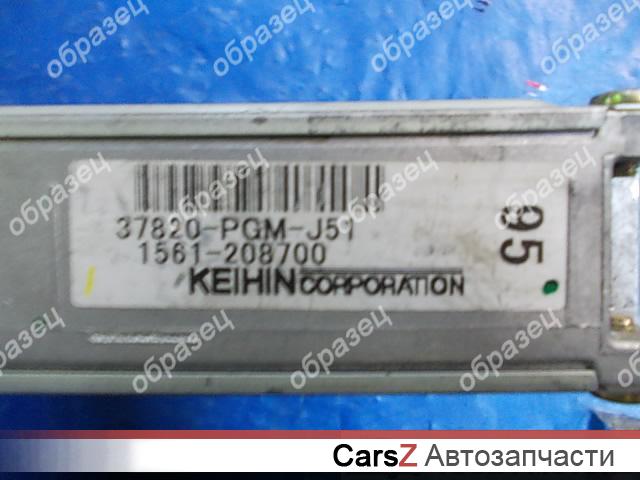 образец образец образец
образец образец образец образец
37820-PGM-J51
1561-208700
95
KEIHIN CORPORATION
образец образец образец образец
CarsZ Автозапчасти